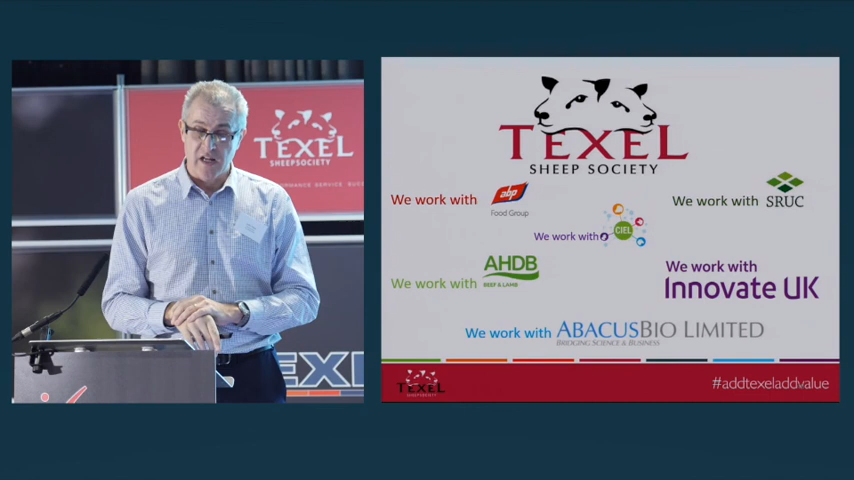 TEXEL
SHEEPSOCIETY
TEXEL
SHEEP SOCIETY
We work with abp
Food Group
We work with SRUC
We work with CIEL
We work with AHDB
BEEF & LAMB
We work with
Innovate UK
We work with ABACUSBIO LIMITED
BRIDGING SCIENCE & BUSINESS
TEXEL
SHEEPSOCIETY
#addtexeladdvalue